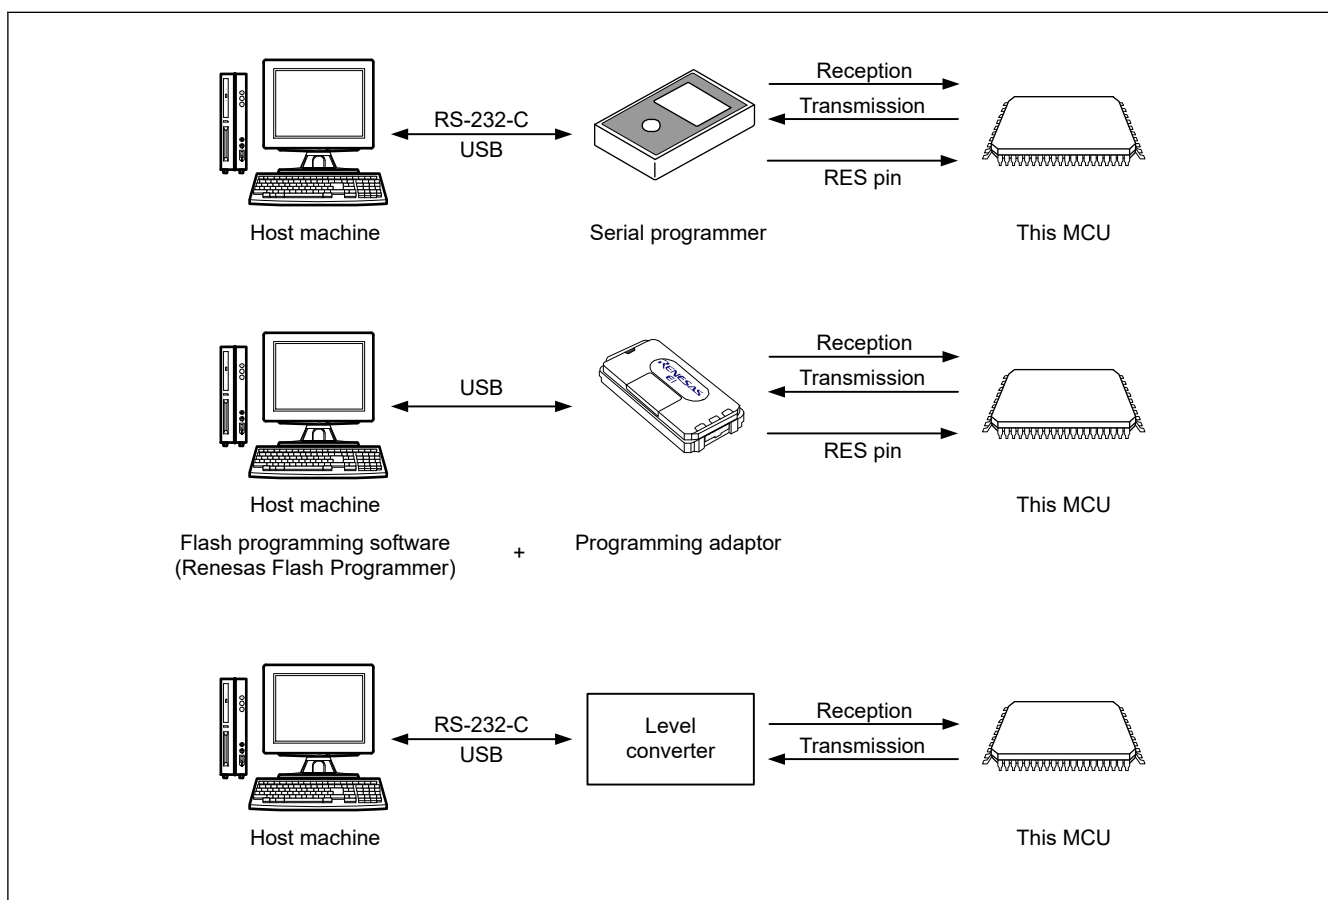 Reception
RS-232-C
Transmission
USB
RES pin
Host machine
Serial programmer
This MCU
Reception
USB
Transmission
RENESAS
E1
RES pin
Host machine
This MCU
Flash programming software
(Renesas Flash Programmer)
+
Programming adaptor
Reception
RS-232-C
Level
converter
Transmission
USB
Host machine
This MCU